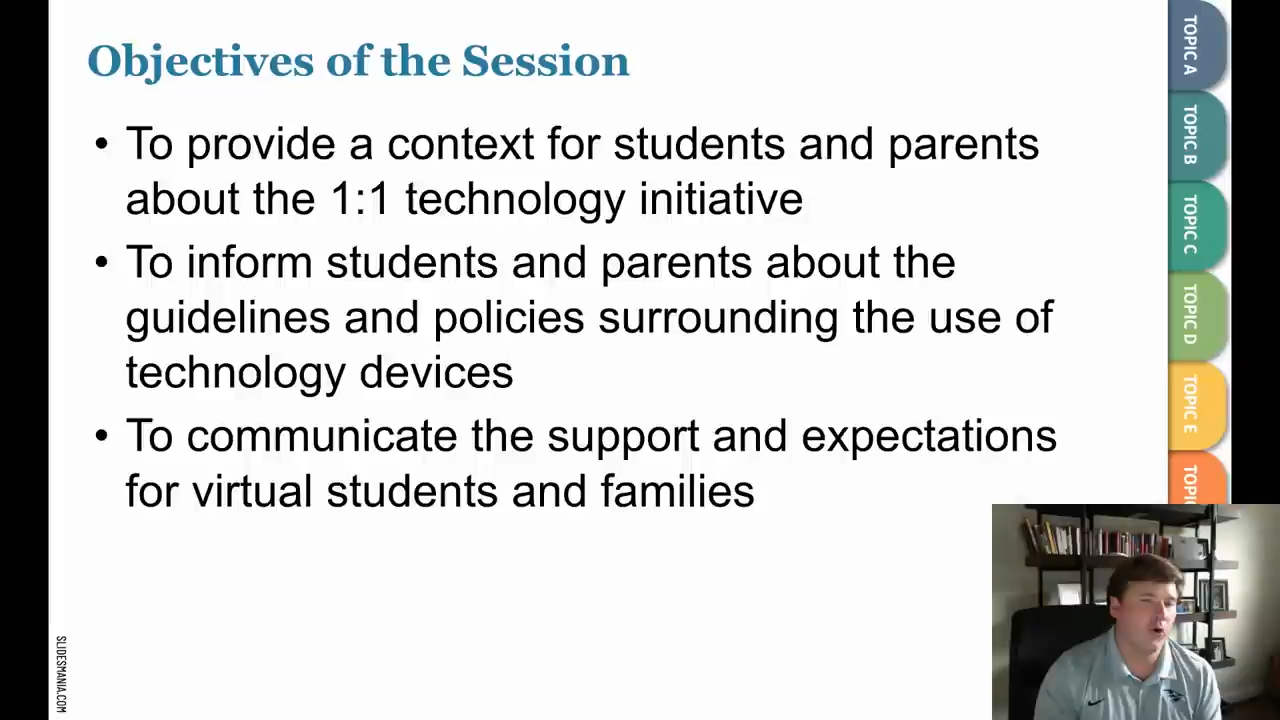 Objectives of the Session
• To provide a context for students and parents
about the 1:1 technology initiative
• To inform students and parents about the
guidelines and policies surrounding the use of
technology devices
• To communicate the support and expectations
for virtual students and families
TOPIC A
TOPIC B
TOPIC C
TOPIC D
TOPIC E
TOPIC
SLIDESMANIA.COM